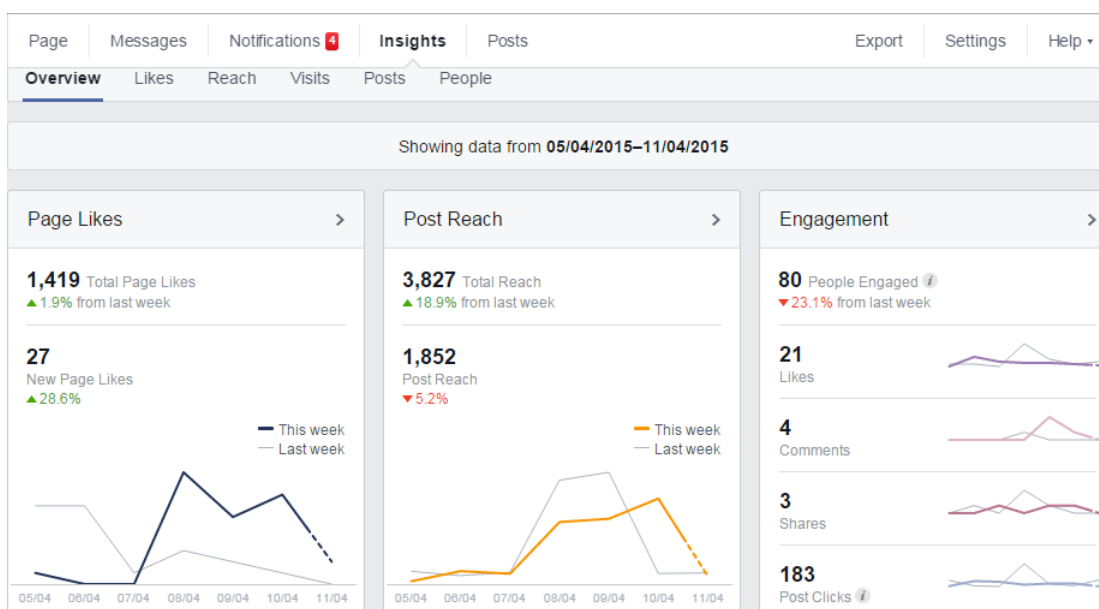 Page Messages Notifications 4 Insights Posts Export Settings Help
Overview Likes Reach Visits Posts People
Showing data from 05/04/2015–11/04/2015
Page Likes
1,419 Total Page Likes
1.9% from last week
27
New Page Likes
28.6%
This week
Last week
05/04 06/04 07/04 08/04 09/04 10/04 11/04
Post Reach
3,827 Total Reach
18.9% from last week
1,852
Post Reach
5.2%
This week
Last week
05/04 06/04 07/04 08/04 09/04 10/04 11/04
Engagement
80 People Engaged i
23.1% from last week
21
Likes
4
Comments
3
Shares
183
Post Clicks i